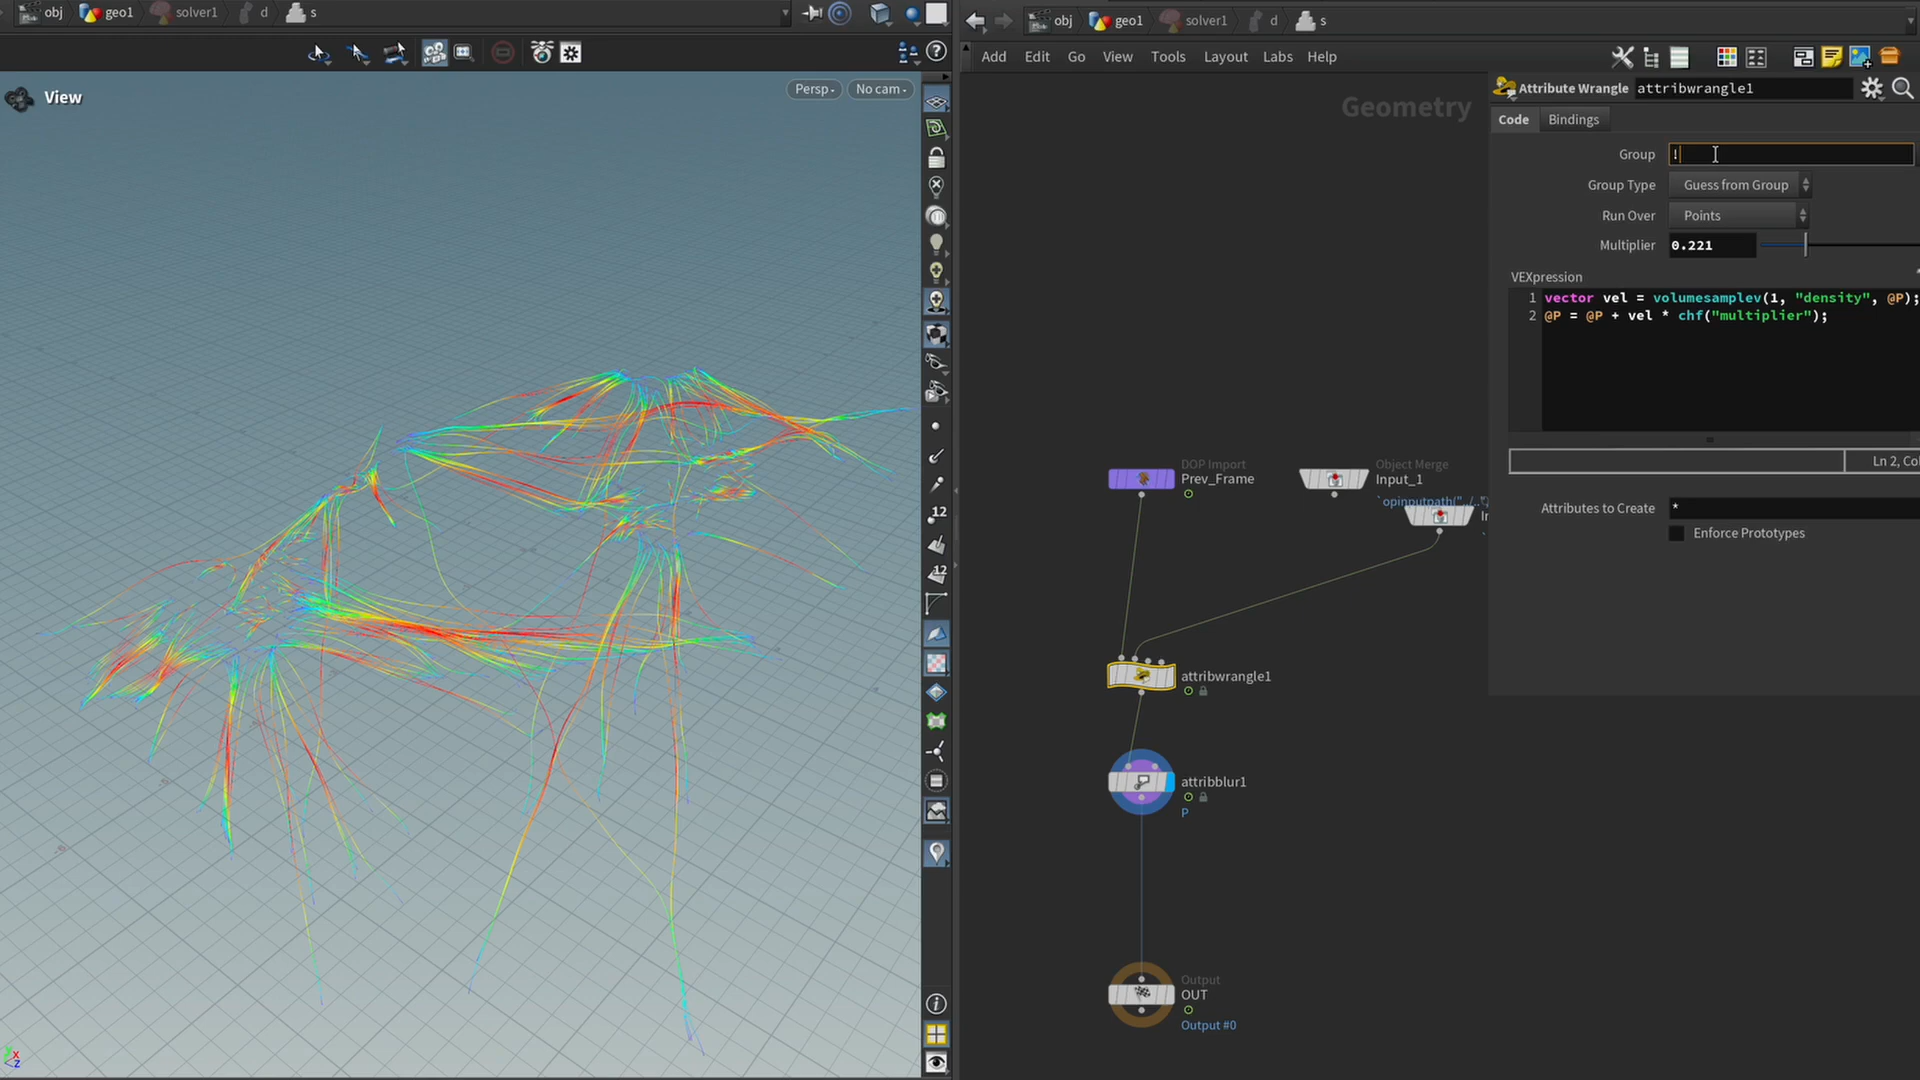 obj geo1 solver1 d s
View
Persp
No cam
12
12
obj geo1 solver1 d s
Add Edit Go View Tools Layout Labs Help
Geometry
Attribute Wrangle attribwrangle1
Code Bindings
Group !
Group Type Guess from Group
Run Over Points
Multiplier 0.221
VEXpression
1 vector vel = volumesamplev(1, "density", @P);
2 @P = @P + vel * chf("multiplier");
Ln 2, Co
Attributes to Create *
Enforce Prototypes
DOP Import
Prev_Frame
Object Merge
Input_1
attribwrangle1
attribblur1
P
Output
OUT
Output #0